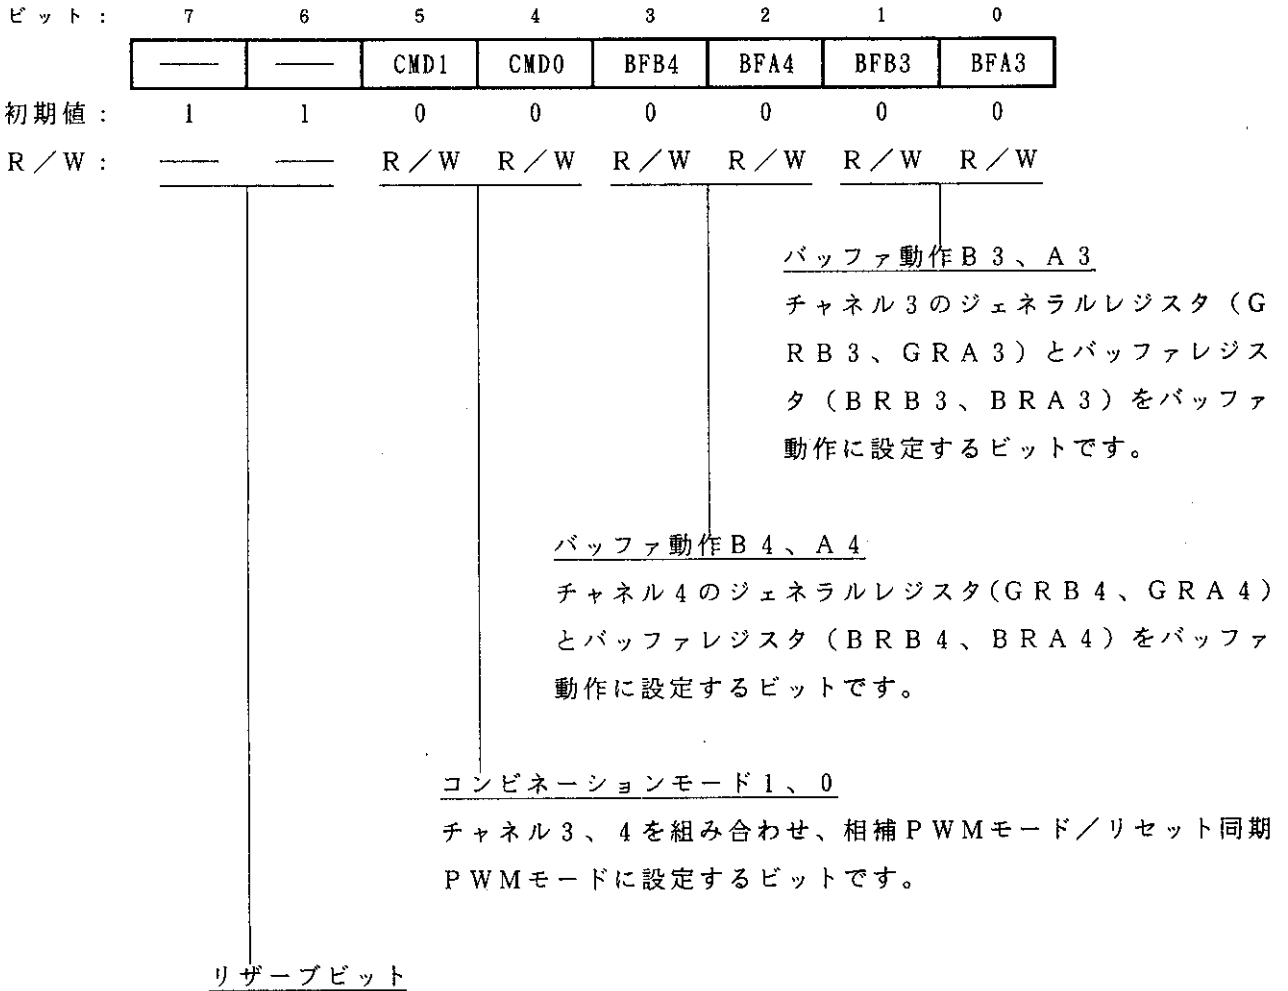 ビット： 7 6 5 4 3 2 1 0
—— —— CMD1 CMD0 BFB4 BFA4 BFB3 BFA3
初期値： 1 1 0 0 0 0 0 0
R／W： —— —— R／W R／W R／W R／W R／W R／W
バッファ動作B3、A3
チャネル3のジェネラルレジスタ（G
RB3、GRA3）とバッファレジス
タ（BRB3、BRA3）をバッファ
動作に設定するビットです。
バッファ動作B4、A4
チャネル4のジェネラルレジスタ（GRB4、GRA4）
とバッファレジスタ（BRB4、BRA4）をバッファ
動作に設定するビットです。
コンビネーションモード1、0
チャネル3、4を組み合わせ、相補PWMモード／リセット同期
PWMモードに設定するビットです。
リザーブビット